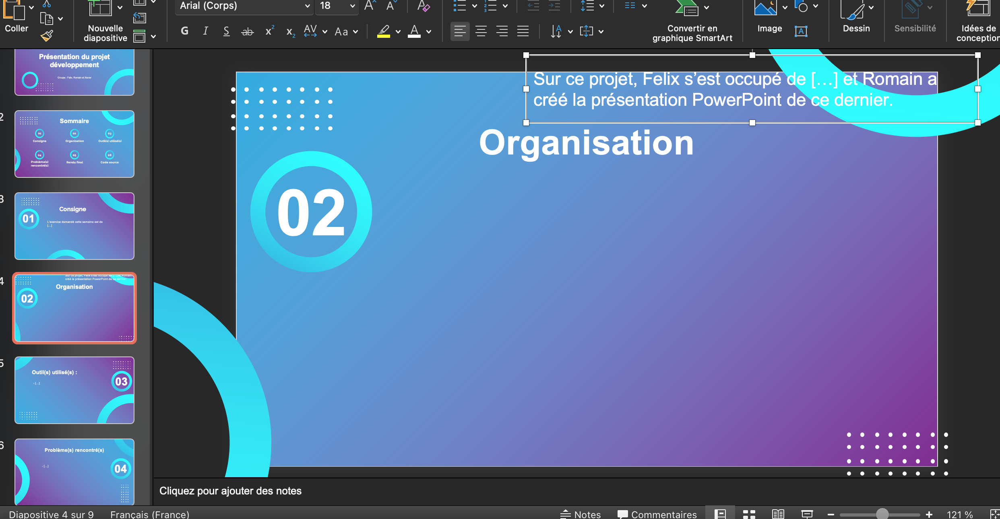 Coller
Nouvelle
diapositive
Arial (Corps)
18
G I S ab x² x₂ AV Aa A
Convertir en
graphique SmartArt
Image
Dessin
Sensibilité
Idées de
conception
Présentation du projet
développement
Groupe : Felix, Romain et Xavier
2
Sommaire
01 02 03
Consigne Organisation Outil(s) utilisé(s)
04 05 06
Problème(s)
rencontré(s)
Rendu final Code source
3
Consigne
01
L'exercice demandé cette semaine est de
[...]
4
Sur ce projet, Felix s'est occupé de [...] et Romain
créé la présentation PowerPoint de ce dernier.
Organisation
02
5
Outil(s) utilisé(s) :
- [...]
03
6
Problème(s) rencontré(s)
- [...]
04
Sur ce projet, Felix s’est occupé de […] et Romain a
créé la présentation PowerPoint de ce dernier.
Organisation
02
Cliquez pour ajouter des notes
Diapositive 4 sur 9 Français (France) Notes Commentaires 121 %